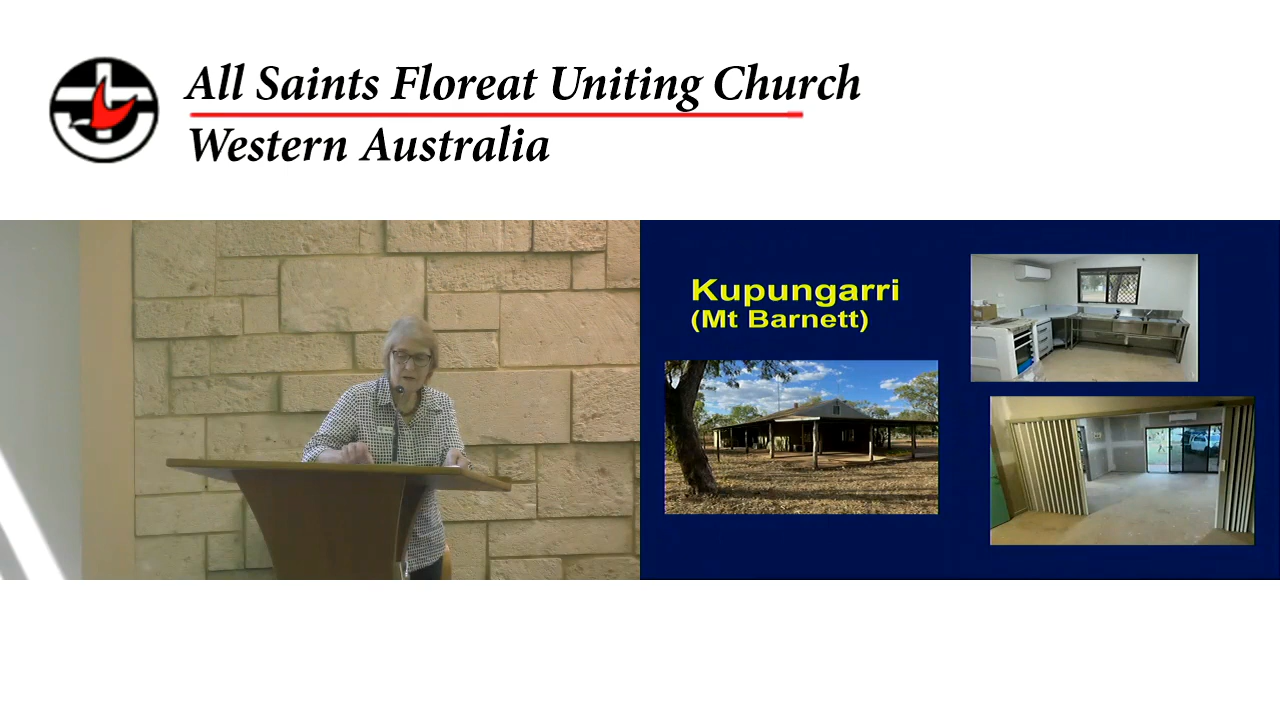 All Saints Floreat Uniting Church
Western Australia
Kupungarri
(Mt Barnett)